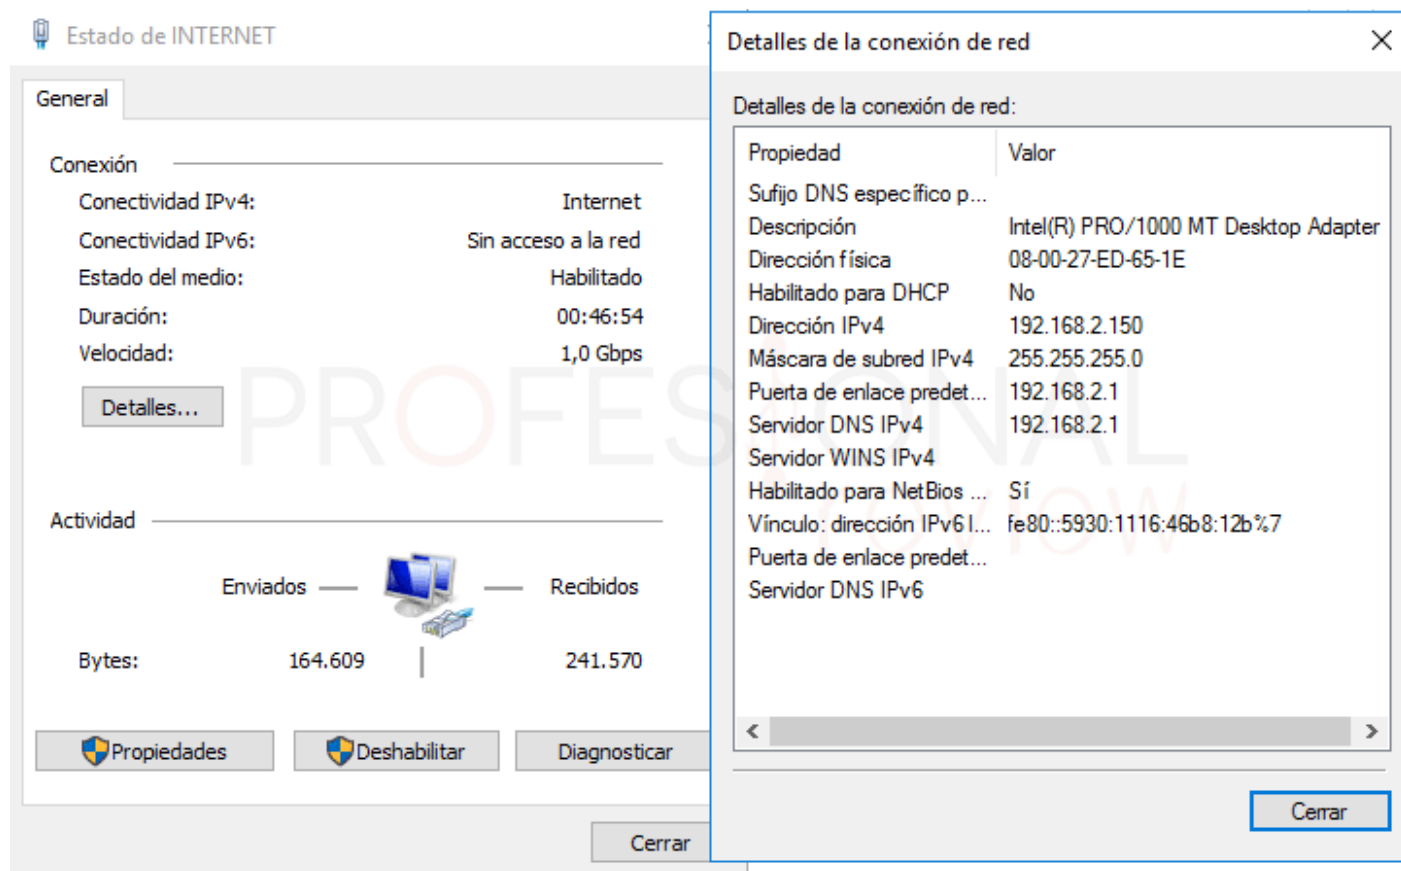 Estado de INTERNET
General
Conexión
Conectividad IPv4: Internet
Conectividad IPv6: Sin acceso a la red
Estado del medio: Habilitado
Duración: 00:46:54
Velocidad: 1,0 Gbps
Detalles...
Actividad
Enviados Recibidos
Bytes: 164.609 241.570
Propiedades Deshabilitar Diagnosticar
Cerrar
Detalles de la conexión de red
Detalles de la conexión de red:
Propiedad Valor
Sufijo DNS específico p...
Descripción Intel(R) PRO/1000 MT Desktop Adapter
Dirección física 08-00-27-ED-65-1E
Habilitado para DHCP No
Dirección IPv4 192.168.2.150
Máscara de subred IPv4 255.255.255.0
Puerta de enlace predet... 192.168.2.1
Servidor DNS IPv4 192.168.2.1
Servidor WINS IPv4
Habilitado para NetBios ... Sí
Vínculo: dirección IPv6 l... fe80::5930:1116:46b8:12b%7
Puerta de enlace predet...
Servidor DNS IPv6
Cerrar
PROFESIONAL
review